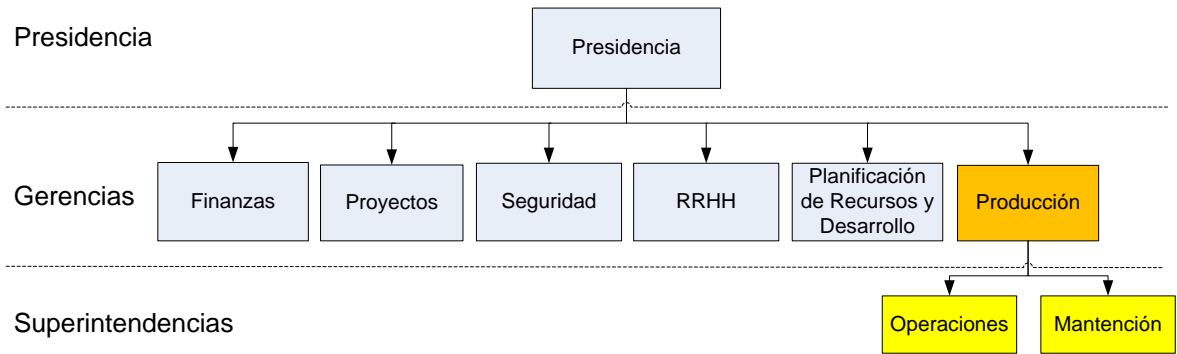 Presidencia
Presidencia
Gerencias
Finanzas
Proyectos
Seguridad
RRHH
Planificación
de Recursos y
Desarrollo
Producción
Superintendencias
Operaciones
Mantención